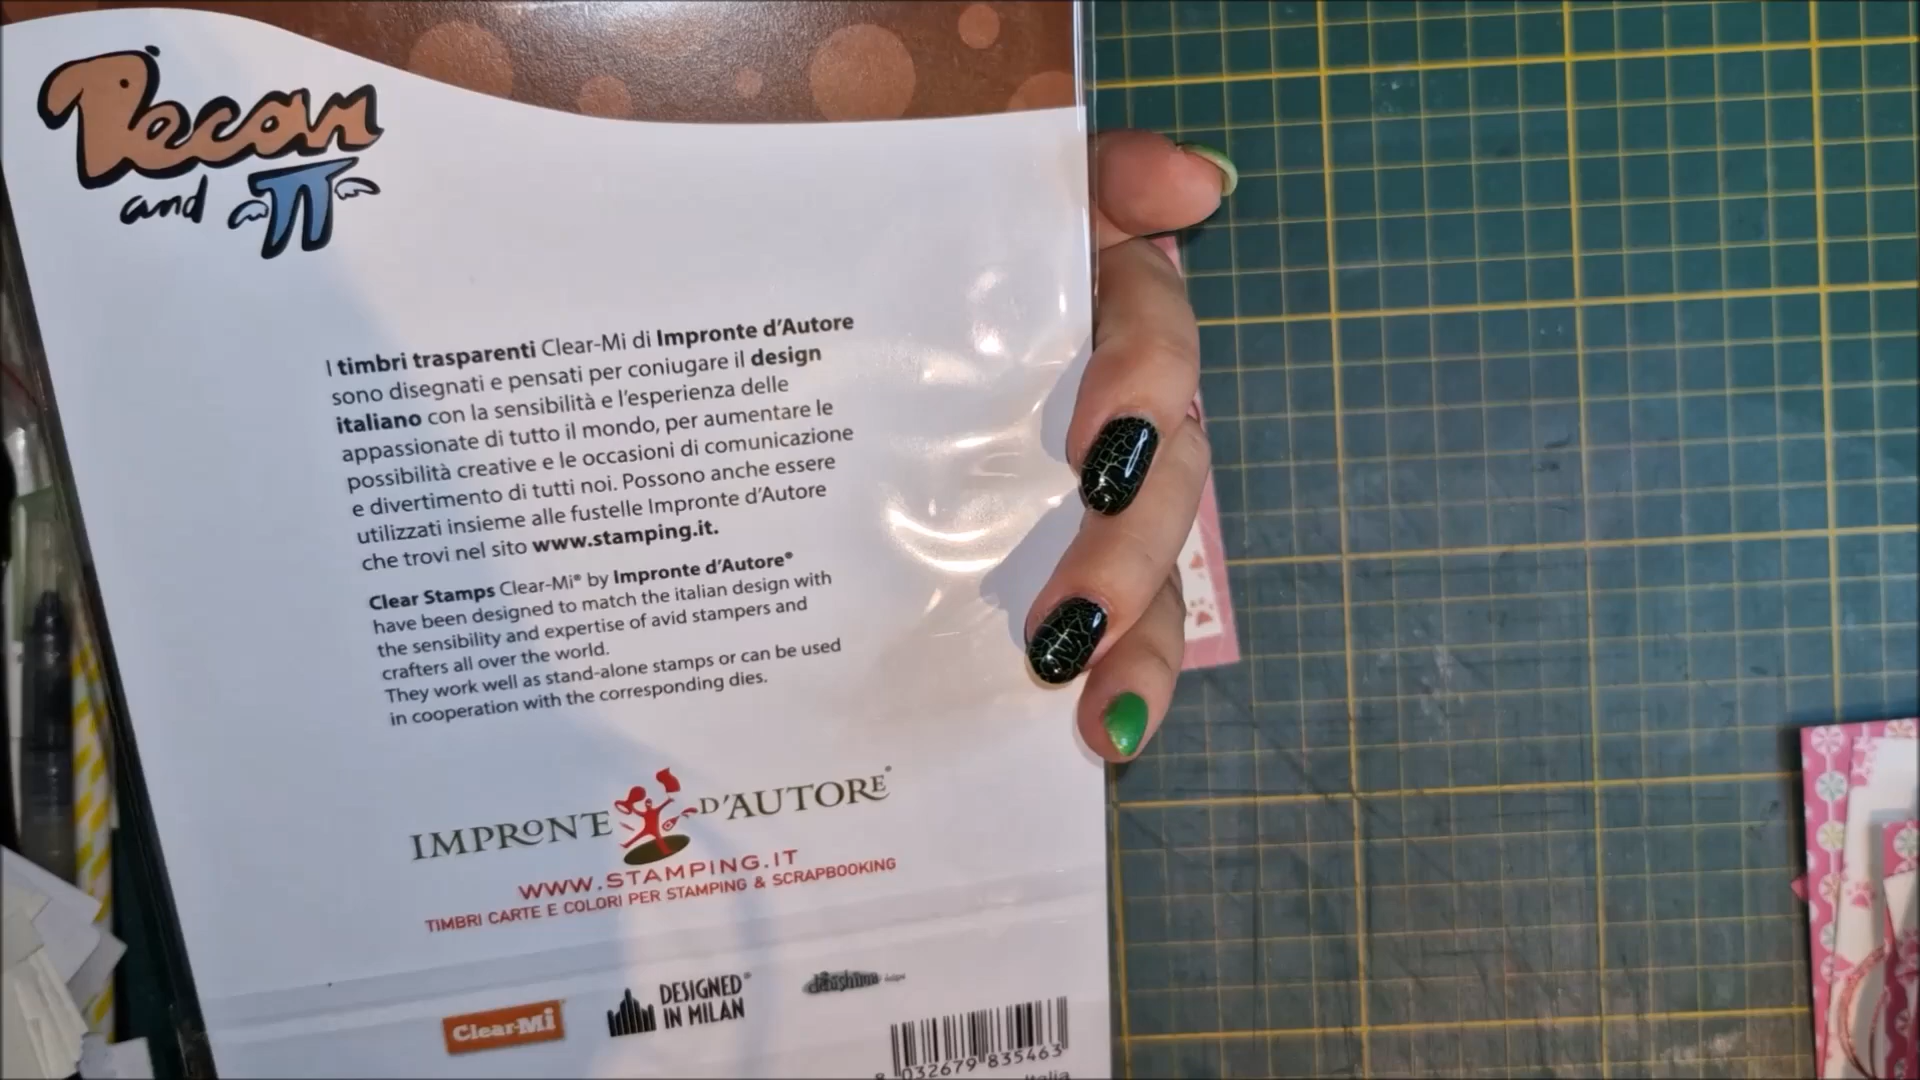 Pecan
and π
I timbri trasparenti Clear-Mi di Impronte d'Autore
sono disegnati e pensati per coniugare il design
italiano con la sensibilità e l'esperienza delle
appassionate di tutto il mondo, per aumentare le
possibilità creative e le occasioni di comunicazione
e divertimento di tutti noi. Possono anche essere
utilizzati insieme alle fustelle Impronte d'Autore
che trovi nel sito www.stamping.it.
Clear Stamps Clear-Mi® by Impronte d'Autore®
have been designed to match the italian design with
the sensibility and expertise of avid stampers and
crafters all over the world.
They work well as stand-alone stamps or can be used
in cooperation with the corresponding dies.
IMPRONTE D'AUTORE®
WWW.STAMPING.IT
TIMBRI CARTE E COLORI PER STAMPING & SCRAPBOOKING
Clear-Mi
DESIGNED®
IN MILAN
8 032679 835463
Italia